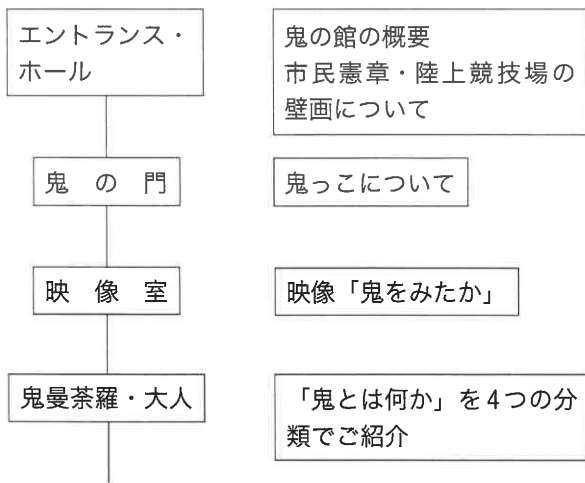 エントランス・
ホール
鬼の館の概要
市民憲章・陸上競技場の
壁画について
鬼の門
鬼っこについて
映像室
映像「鬼をみたか」
鬼曼荼羅・大人
「鬼とは何か」を4つの分
類でご紹介